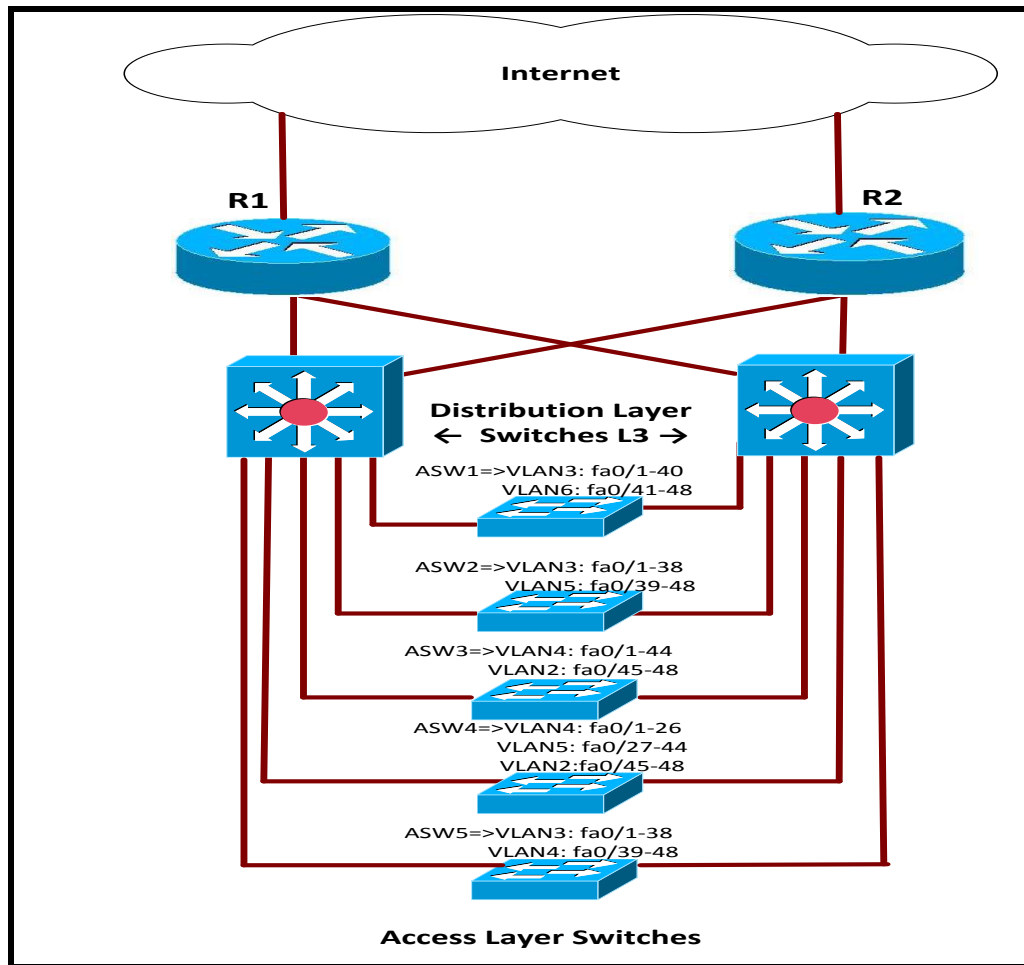 Internet
R1
R2
Distribution Layer
← Switches L3 →
ASW1=>VLAN3: fa0/1-40
VLAN6: fa0/41-48
ASW2=>VLAN3: fa0/1-38
VLAN5: fa0/39-48
ASW3=>VLAN4: fa0/1-44
VLAN2: fa0/45-48
ASW4=>VLAN4: fa0/1-26
VLAN5: fa0/27-44
VLAN2:fa0/45-48
ASW5=>VLAN3: fa0/1-38
VLAN4: fa0/39-48
Access Layer Switches